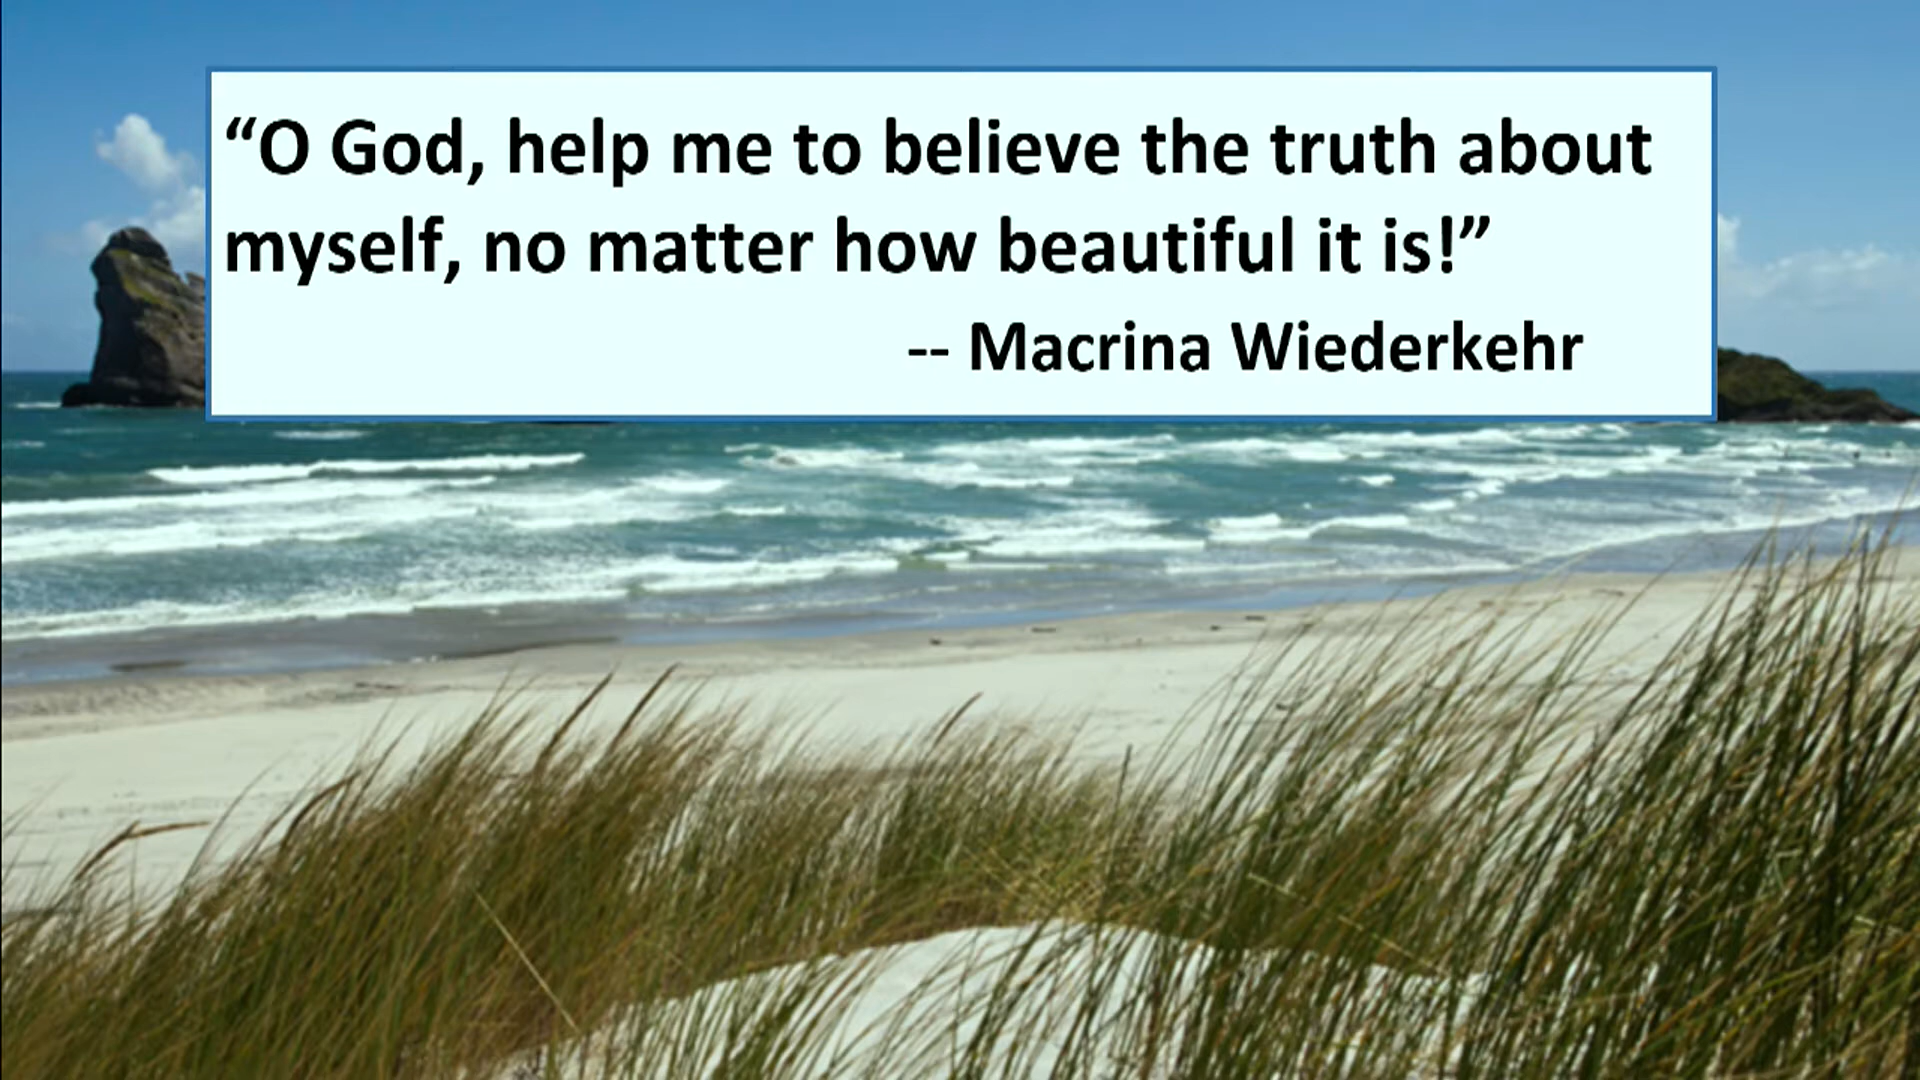 “O God, help me to believe the truth about
myself, no matter how beautiful it is!”
-- Macrina Wiederkehr